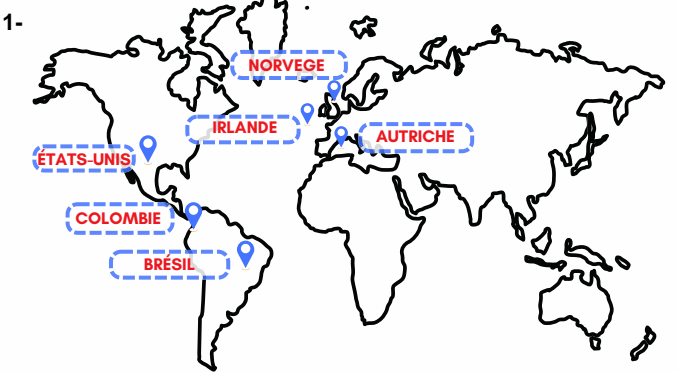 1-
NORVEGE
IRLANDE
AUTRICHE
ÉTATS-UNIS
COLOMBIE
BRÉSIL